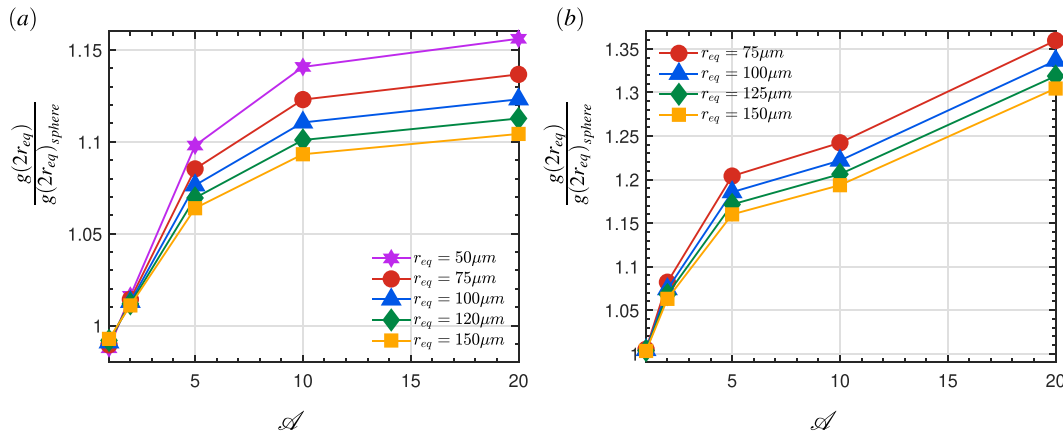 (a)
g(2r_eq)
g(2r_eq)_sphere
1.15
1.1
1.05
1
5
10
15
20
𝒜
r_eq = 50μm
r_eq = 75μm
r_eq = 100μm
r_eq = 120μm
r_eq = 150μm
(b)
g(2r_eq)
g(2r_eq)_sphere
1.35
1.3
1.25
1.2
1.15
1.1
1.05
1
5
10
15
20
𝒜
r_eq = 75μm
r_eq = 100μm
r_eq = 125μm
r_eq = 150μm